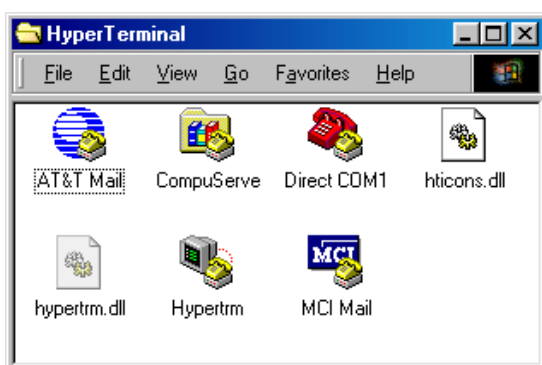 HyperTerminal
File Edit View Go Favorites Help
AT&T Mail CompuServe Direct COM1 hticons.dll
MCI
hypertrm.dll Hypertrm MCI Mail